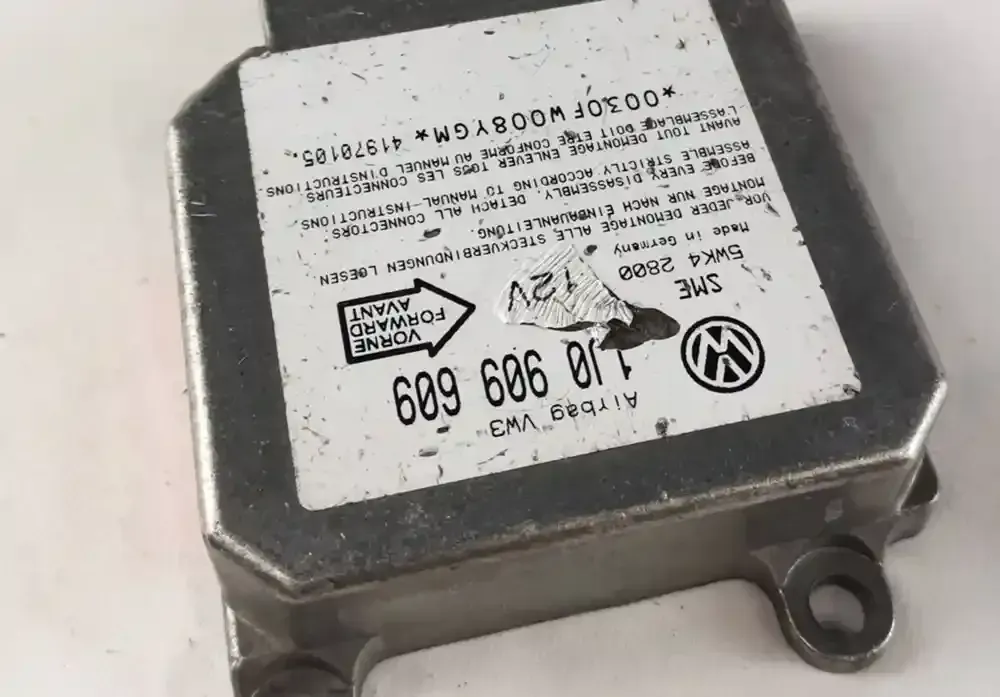 Airbag VW3
1J0 909 609
VORNE
FORWARD
AVANT
SME
12V
5WK4 2800
Made in Germany
VOR JEDER DEMONTAGE ALLE STECKVERBINDUNGEN LOESEN
MONTAGE NUR NACH EINBAUANLEITUNG.
BEFORE EVERY DISASSEMBLY, DETACH ALL CONNECTORS.
ASSEMBLE STRICTLY ACCORDING TO MANUAL-INSTRUCTIONS.
AVANT TOUT DEMONTAGE ENLEVER TOUS LES CONNECTEURS
L'ASSEMBLAGE DOIT ETRE CONFORME AU MANUEL D'INSTRUCTIONS
*0030FW008YGM* 41970105.